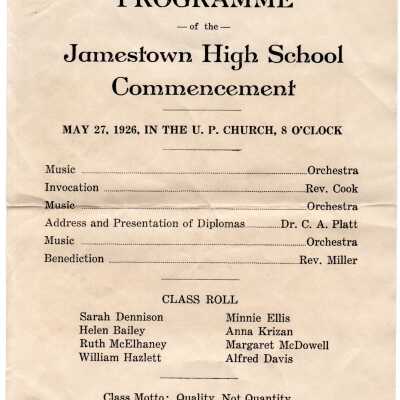 PROGRAMME
— of the —
Jamestown High School
Commencement
MAY 27, 1926, IN THE U. P. CHURCH, 8 O'CLOCK
Music Orchestra
Invocation Rev. Cook
Music Orchestra
Address and Presentation of Diplomas Dr. C. A. Platt
Music Orchestra
Benediction Rev. Miller
CLASS ROLL
Sarah Dennison Minnie Ellis
Helen Bailey Anna Krizan
Ruth McElhaney Margaret McDowell
William Hazlett Alfred Davis
Class Motto: Quality, Not Quantity